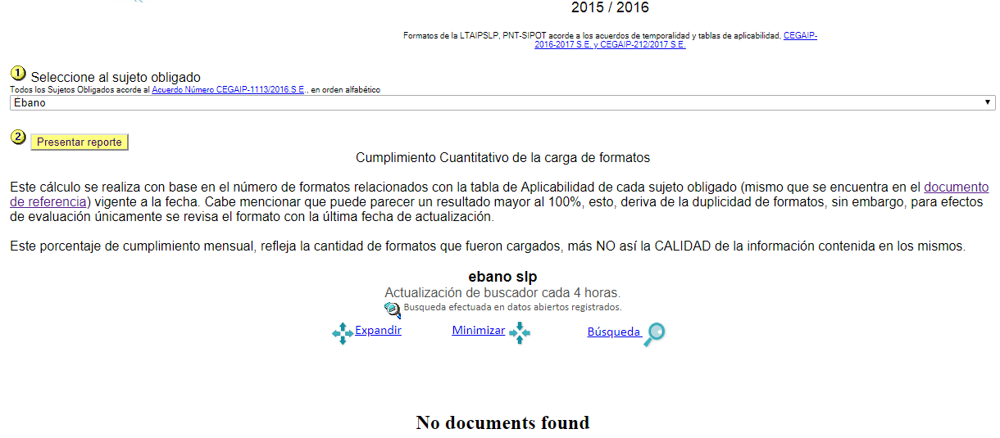 2015 / 2016
Formatos de la LTAIPSLP, PNT-SIPOT acorde a los acuerdos de temporalidad y tablas de aplicabilidad, CEGAIP-
2016-2017 S.E. y CEGAIP-212/2017 S.E.
1 Seleccione al sujeto obligado
Todos los Sujetos Obligados acorde al Acuerdo Número CEGAIP-1113/2016.S.E., en orden alfabético
Ébano
2 Presentar reporte
Cumplimiento Cuantitativo de la carga de formatos
Este cálculo se realiza con base en el número de formatos relacionados con la tabla de Aplicabilidad de cada sujeto obligado (mismo que se encuentra en el documento
de referencia) vigente a la fecha. Cabe mencionar que puede parecer un resultado mayor al 100%, esto, deriva de la duplicidad de formatos, sin embargo, para efectos
de evaluación únicamente se revisa el formato con la última fecha de actualización.
Este porcentaje de cumplimiento mensual, refleja la cantidad de formatos que fueron cargados, más NO así la CALIDAD de la información contenida en los mismos.
ebano slp
Actualización de buscador cada 4 horas.
Busqueda efectuada en datos abiertos registrados.
Expandir Minimizar Búsqueda
No documents found